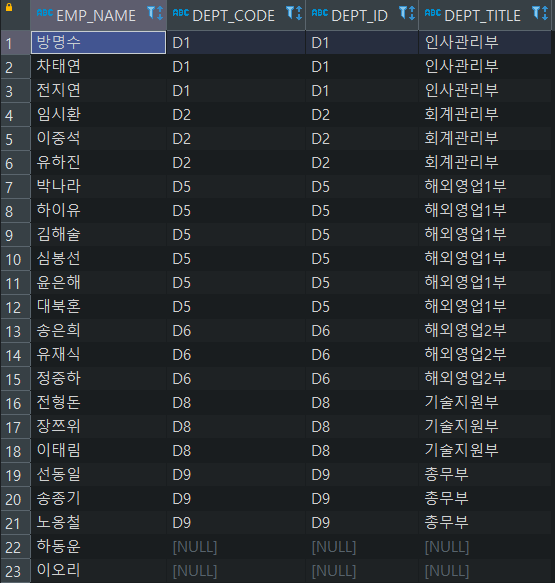 ABC EMP_NAME ABC DEPT_CODE ABC DEPT_ID ABC DEPT_TITLE
1 방명수 D1 D1 인사관리부
2 차태연 D1 D1 인사관리부
3 전지연 D1 D1 인사관리부
4 임시환 D2 D2 회계관리부
5 이중석 D2 D2 회계관리부
6 유하진 D2 D2 회계관리부
7 박나라 D5 D5 해외영업1부
8 하이유 D5 D5 해외영업1부
9 김해술 D5 D5 해외영업1부
10 심봉선 D5 D5 해외영업1부
11 윤은해 D5 D5 해외영업1부
12 대북혼 D5 D5 해외영업1부
13 송은희 D6 D6 해외영업2부
14 유재식 D6 D6 해외영업2부
15 정중하 D6 D6 해외영업2부
16 전형돈 D8 D8 기술지원부
17 장쯔위 D8 D8 기술지원부
18 이태림 D8 D8 기술지원부
19 선동일 D9 D9 총무부
20 송종기 D9 D9 총무부
21 노옹철 D9 D9 총무부
22 하동운 [NULL] [NULL] [NULL]
23 이오리 [NULL] [NULL] [NULL]